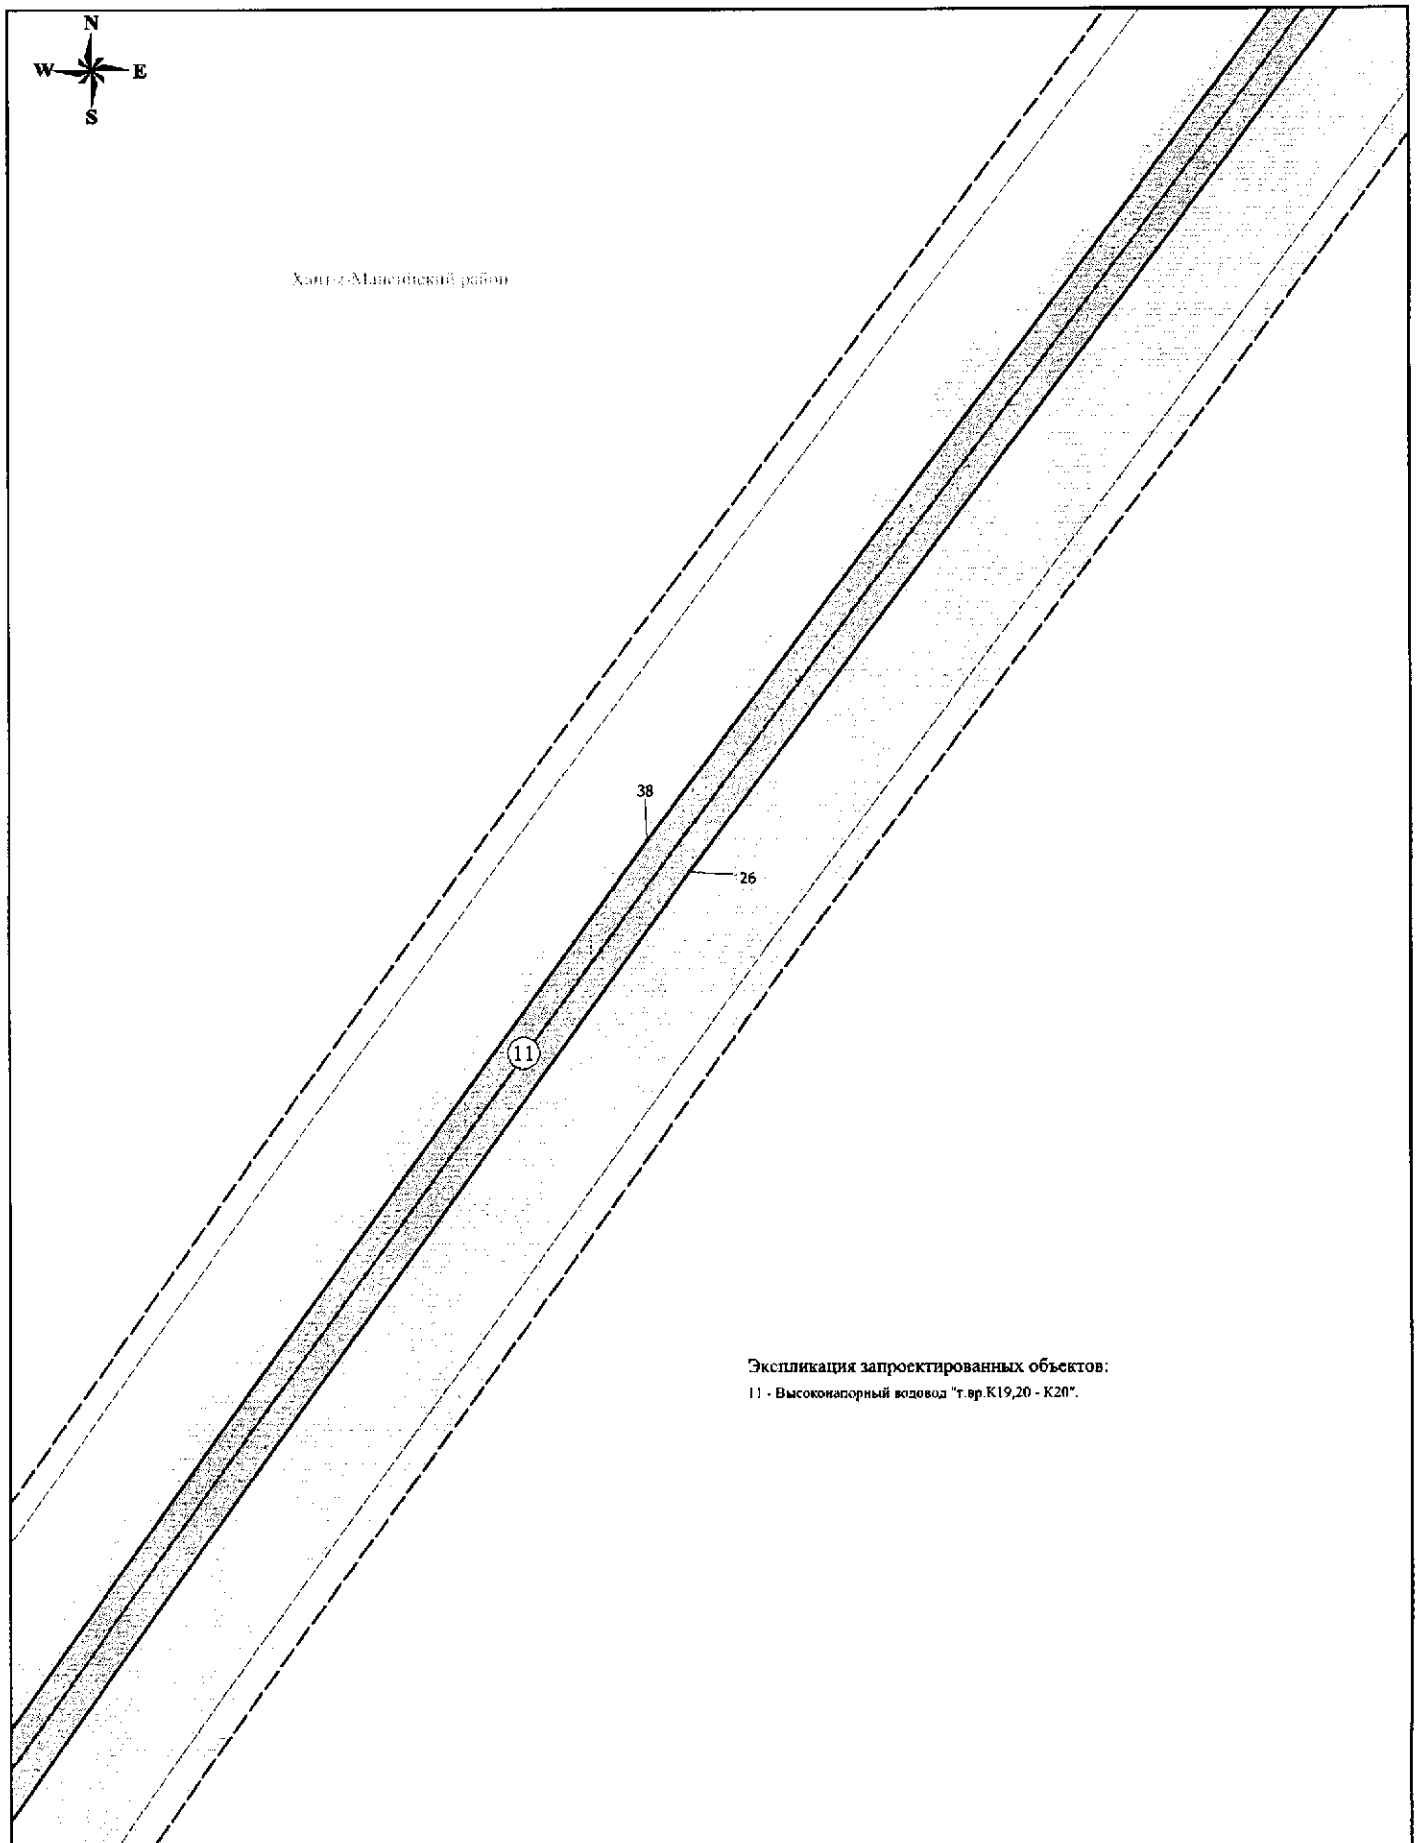 N
W E
S
Ханты-Мансийский район
38
26
11
Экспликация запроектированных объектов:
11 - Высоконапорный водовод "т.вр.К19,20 - К20".